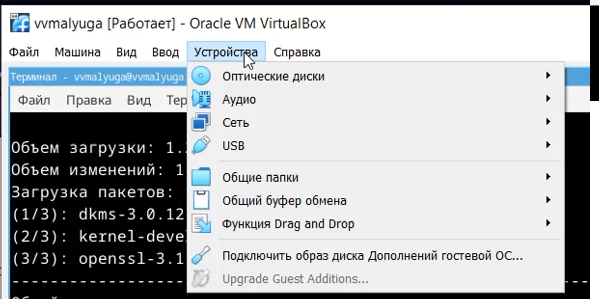 vvmalyuga [Работает] - Oracle VM VirtualBox
Файл Машина Вид Ввод Устройства Справка
Терминал - vvmalyuga@vvmalyuga
Файл Правка Вид Тер
Оптические диски
Аудио
Сеть
USB
Общие папки
Общий буфер обмена
Функция Drag and Drop
Подключить образ диска Дополнений гостевой ОС...
Upgrade Guest Additions...
Объем загрузки: 1.
Объем изменений: 1
Загрузка пакетов:
(1/3): dkms-3.0.12
(2/3): kernel-deve
(3/3): openssl-3.1